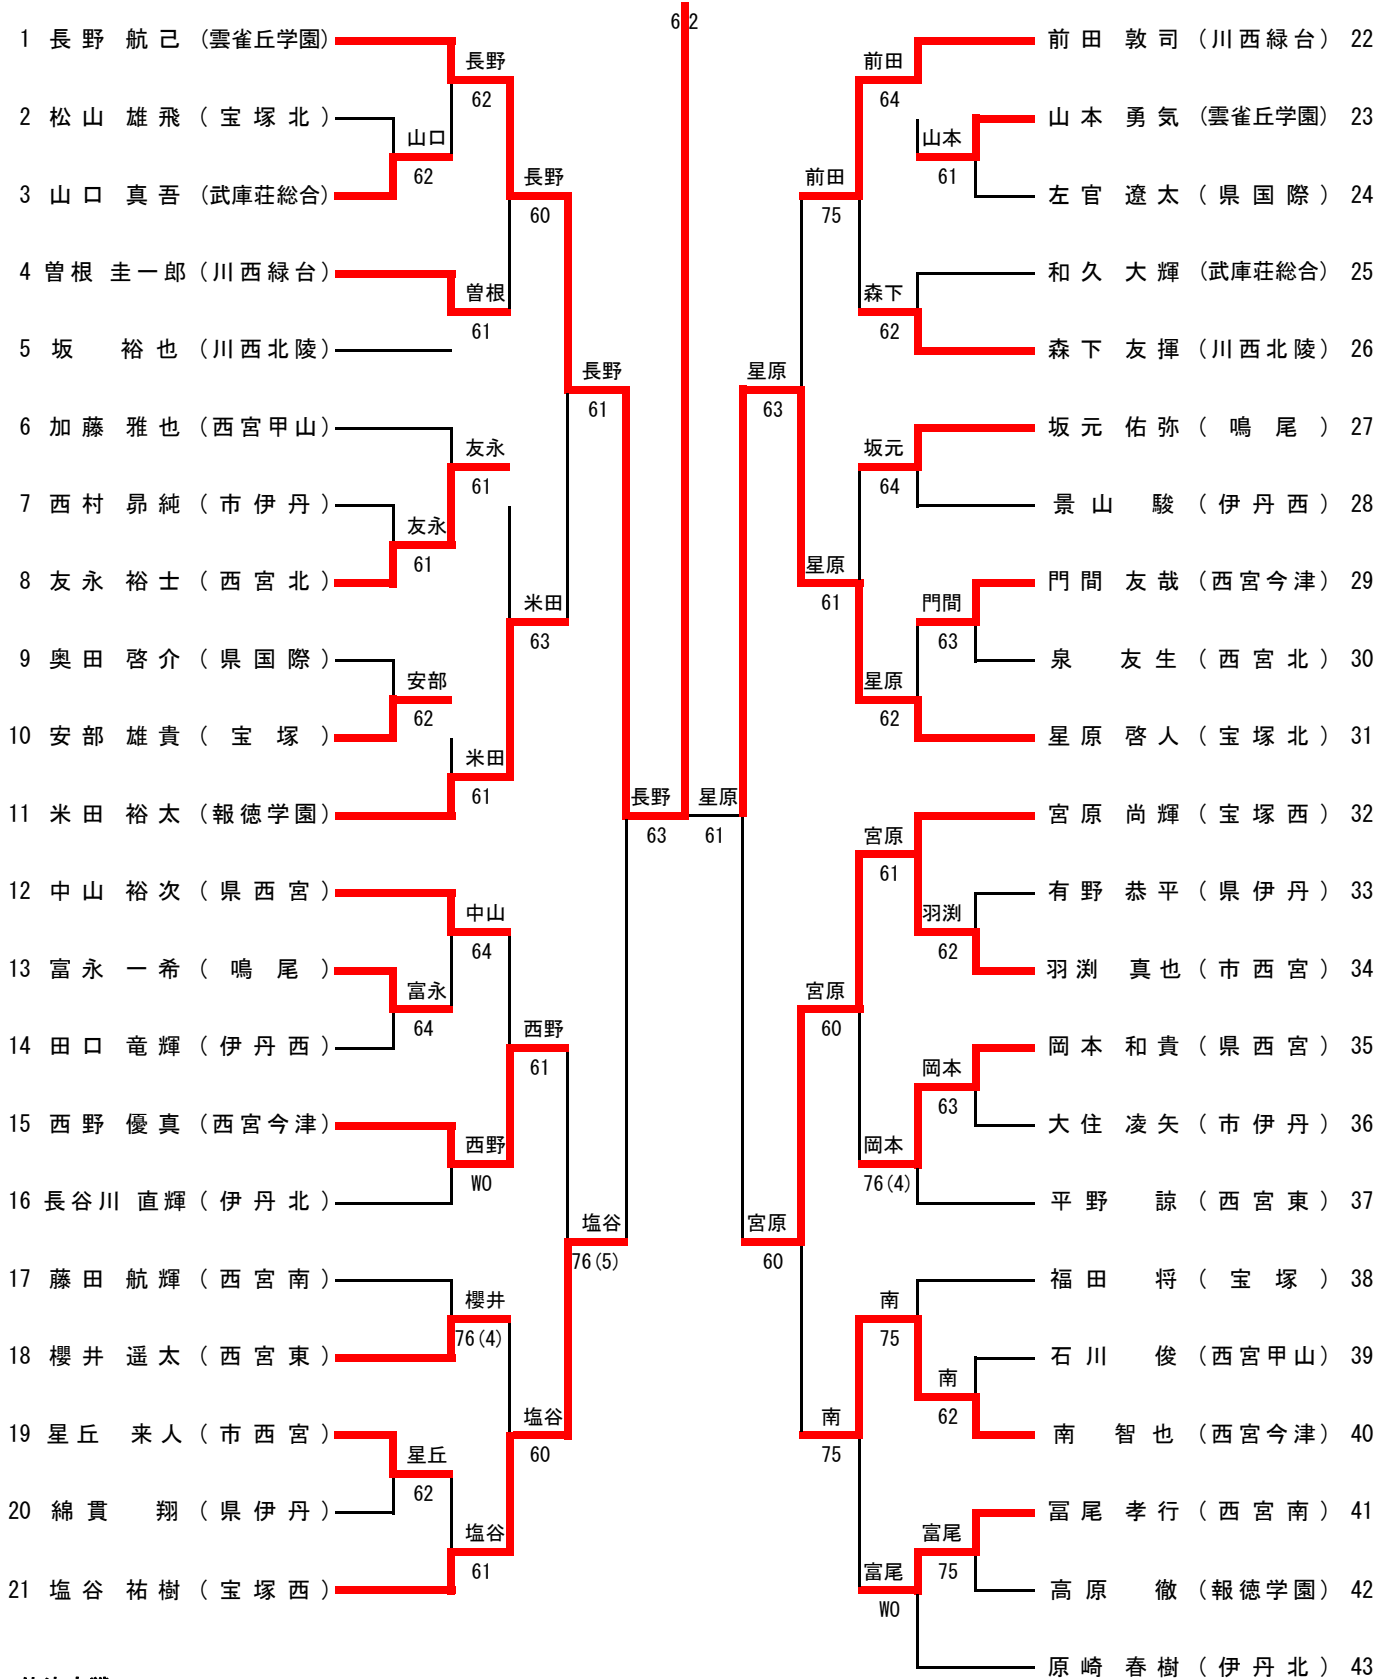 6 2
1 長野 航己 (雲雀丘学園)
2 松山 雄飛 (宝塚北)
3 山口 真吾 (武庫荘総合)
4 曽根 圭一郎 (川西緑台)
5 坂 裕也 (川西北陵)
6 加藤 雅也 (西宮甲山)
7 西村 昴純 (市伊丹)
8 友永 裕士 (西宮北)
9 奥田 啓介 (県国際)
10 安部 雄貴 (宝塚)
11 米田 裕太 (報徳学園)
12 中山 裕次 (県西宮)
13 富永 一希 (鳴尾)
14 田口 竜輝 (伊丹西)
15 西野 優真 (西宮今津)
16 長谷川 直輝 (伊丹北)
17 藤田 航輝 (西宮南)
18 櫻井 遥太 (西宮東)
19 星丘 来人 (市西宮)
20 綿貫 翔 (県伊丹)
21 塩谷 祐樹 (宝塚西)
山口
62
友永
61
安部
62
富永
64
星丘
62
長野
62
曽根
61
友永
61
米田
61
中山
64
西野
WO
櫻井
76(4)
塩谷
61
長野
60
米田
63
西野
61
塩谷
60
長野
61
塩谷
76(5)
長野
63
星原
61
星原
63
宮原
60
前田
75
星原
61
宮原
60
南
75
前田
64
森下
62
坂元
64
星原
62
宮原
61
岡本
76(4)
南
75
富尾
WO
山本
61
門間
63
羽渕
62
岡本
63
南
62
富尾
75
前田 敦司 (川西緑台) 22
山本 勇気 (雲雀丘学園) 23
左官 遼太 (県国際) 24
和久 大輝 (武庫荘総合) 25
森下 友揮 (川西北陵) 26
坂元 佑弥 (鳴尾) 27
景山 駿 (伊丹西) 28
門間 友哉 (西宮今津) 29
泉 友生 (西宮北) 30
星原 啓人 (宝塚北) 31
宮原 尚輝 (宝塚西) 32
有野 恭平 (県伊丹) 33
羽渕 真也 (市西宮) 34
岡本 和貴 (県西宮) 35
大住 凌矢 (市伊丹) 36
平野 諒 (西宮東) 37
福田 将 (宝塚) 38
石川 俊 (西宮甲山) 39
南 智也 (西宮今津) 40
冨尾 孝行 (西宮南) 41
高原 徹 (報徳学園) 42
原崎 春樹 (伊丹北) 43